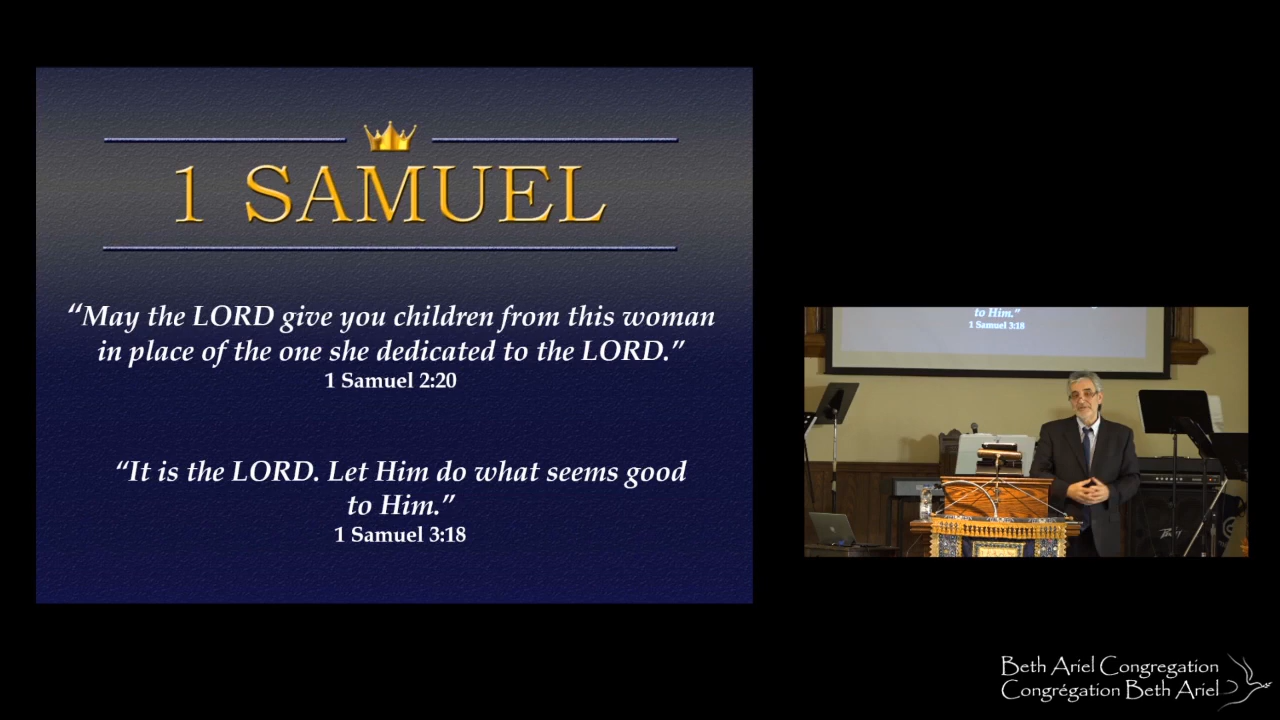 1 SAMUEL
“May the LORD give you children from this woman
in place of the one she dedicated to the LORD.”
1 Samuel 2:20
“It is the LORD. Let Him do what seems good
to Him.”
1 Samuel 3:18
to Him.”
1 Samuel 3:18
Beth Ariel Congregation
Congrégation Beth Ariel